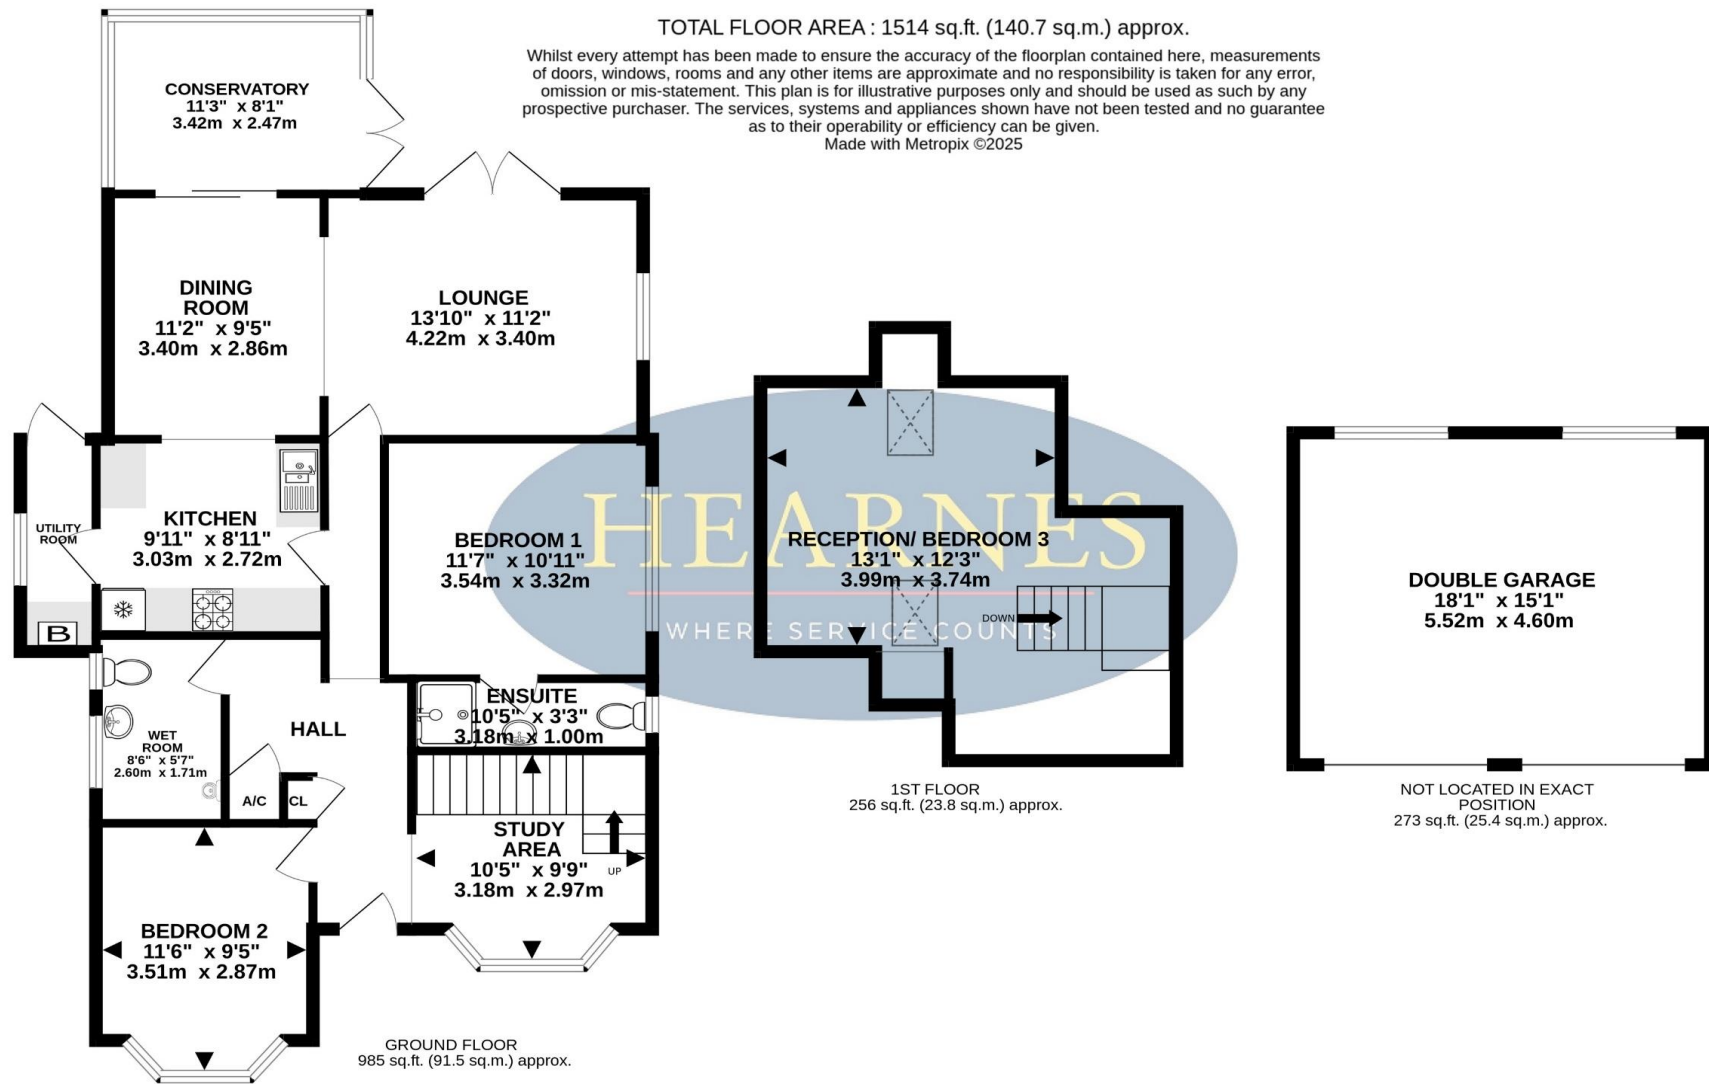 TOTAL FLOOR AREA : 1514 sq.ft. (140.7 sq.m.) approx.
Whilst every attempt has been made to ensure the accuracy of the floorplan contained here, measurements
of doors, windows, rooms and any other items are approximate and no responsibility is taken for any error,
omission or mis-statement. This plan is for illustrative purposes only and should be used as such by any
prospective purchaser. The services, systems and appliances shown have not been tested and no guarantee
as to their operability or efficiency can be given.
Made with Metropix ©2025
CONSERVATORY
11'3" x 8'1"
3.42m x 2.47m
DINING
ROOM
11'2" x 9'5"
3.40m x 2.86m
LOUNGE
13'10" x 11'2"
4.22m x 3.40m
UTILITY
ROOM
KITCHEN
9'11" x 8'11"
3.03m x 2.72m
B
BEDROOM 1
11'7" x 10'11"
3.54m x 3.32m
ENSUITE
10'5" x 3'3"
3.18m x 1.00m
WET
ROOM
8'6" x 5'7"
2.60m x 1.71m
HALL
A/C
CL
STUDY
AREA
10'5" x 9'9"
3.18m x 2.97m
UP
BEDROOM 2
11'6" x 9'5"
3.51m x 2.87m
GROUND FLOOR
985 sq.ft. (91.5 sq.m.) approx.
HEARNES
WHERE SERVICE COUNTS
RECEPTION/ BEDROOM 3
13'1" x 12'3"
3.99m x 3.74m
DOWN
1ST FLOOR
256 sq.ft. (23.8 sq.m.) approx.
DOUBLE GARAGE
18'1" x 15'1"
5.52m x 4.60m
NOT LOCATED IN EXACT
POSITION
273 sq.ft. (25.4 sq.m.) approx.